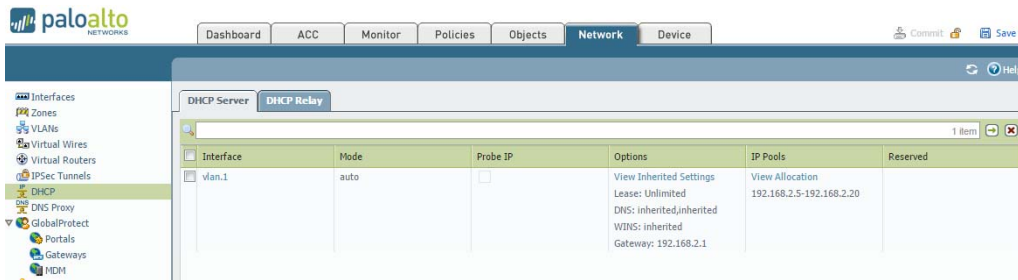 paloalto
NETWORKS
Dashboard ACC Monitor Policies Objects Network Device
Commit Save
Help
Interfaces
Zones
VLANs
Virtual Wires
Virtual Routers
IPSec Tunnels
DHCP
DNS Proxy
GlobalProtect
Portals
Gateways
MDM
DHCP Server DHCP Relay
1 item
Interface Mode Probe IP Options IP Pools Reserved
vlan.1 auto View Inherited Settings View Allocation
Lease: Unlimited 192.168.2.5-192.168.2.20
DNS: inherited,inherited
WINS: inherited
Gateway: 192.168.2.1